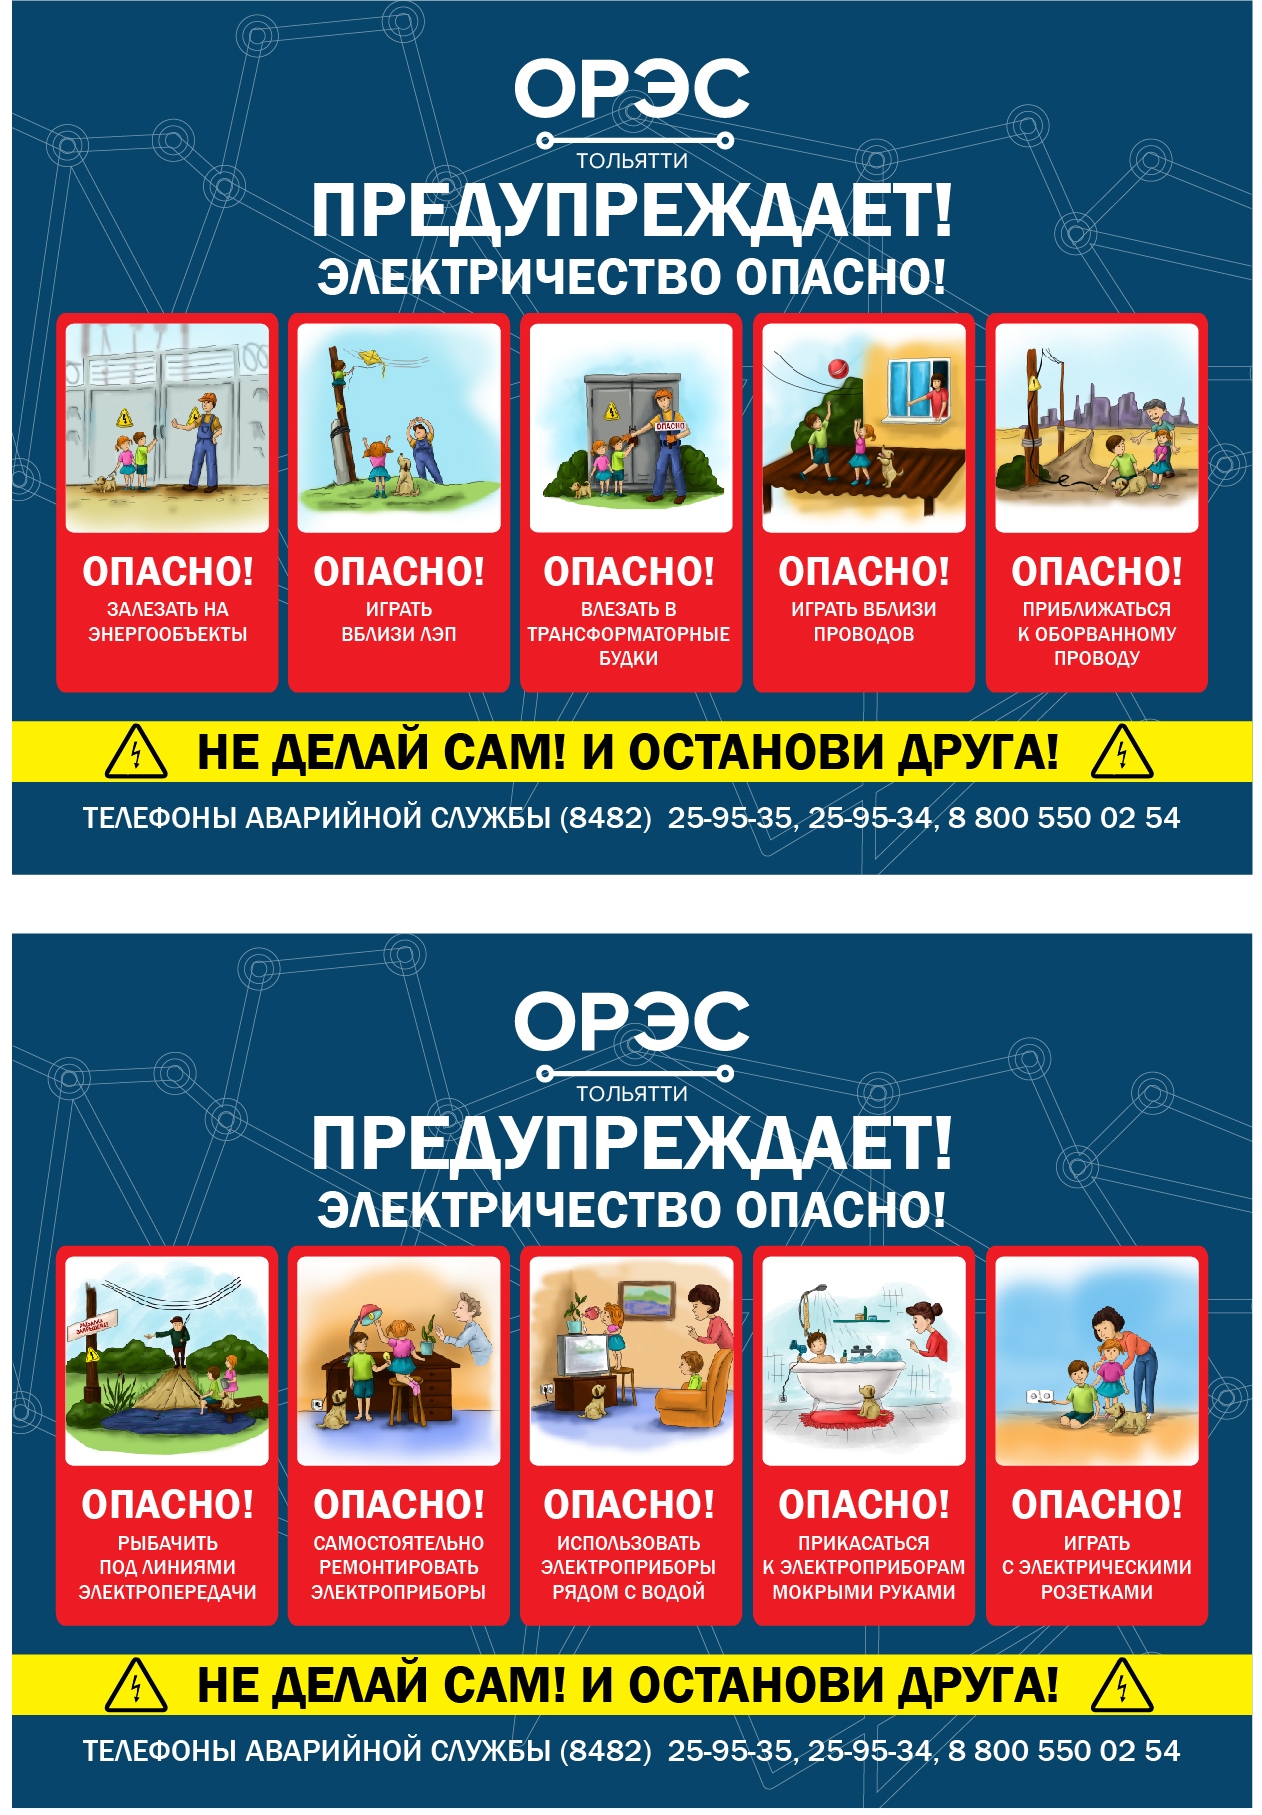 ОРЭС
ТОЛЬЯТТИ
ПРЕДУПРЕЖДАЕТ!
ЭЛЕКТРИЧЕСТВО ОПАСНО!
ОПАСНО
ОПАСНО!
ЗАЛЕЗАТЬ НА
ЭНЕРГООБЪЕКТЫ
ОПАСНО!
ИГРАТЬ
ВБЛИЗИ ЛЭП
ОПАСНО!
ВЛЕЗАТЬ В
ТРАНСФОРМАТОРНЫЕ
БУДКИ
ОПАСНО!
ИГРАТЬ ВБЛИЗИ
ПРОВОДОВ
ОПАСНО!
ПРИБЛИЖАТЬСЯ
К ОБОРВАННОМУ
ПРОВОДУ
НЕ ДЕЛАЙ САМ! И ОСТАНОВИ ДРУГА!
ТЕЛЕФОНЫ АВАРИЙНОЙ СЛУЖБЫ (8482) 25-95-35, 25-95-34, 8 800 550 02 54
ОРЭС
ТОЛЬЯТТИ
ПРЕДУПРЕЖДАЕТ!
ЭЛЕКТРИЧЕСТВО ОПАСНО!
РЫБАЛКА
ЗАПРЕЩЕНА!
ОПАСНО!
РЫБАЧИТЬ
ПОД ЛИНИЯМИ
ЭЛЕКТРОПЕРЕДАЧИ
ОПАСНО!
САМОСТОЯТЕЛЬНО
РЕМОНТИРОВАТЬ
ЭЛЕКТРОПРИБОРЫ
ОПАСНО!
ИСПОЛЬЗОВАТЬ
ЭЛЕКТРОПРИБОРЫ
РЯДОМ С ВОДОЙ
ОПАСНО!
ПРИКАСАТЬСЯ
К ЭЛЕКТРОПРИБОРАМ
МОКРЫМИ РУКАМИ
ОПАСНО!
ИГРАТЬ
С ЭЛЕКТРИЧЕСКИМИ
РОЗЕТКАМИ
НЕ ДЕЛАЙ САМ! И ОСТАНОВИ ДРУГА!
ТЕЛЕФОНЫ АВАРИЙНОЙ СЛУЖБЫ (8482) 25-95-35, 25-95-34, 8 800 550 02 54